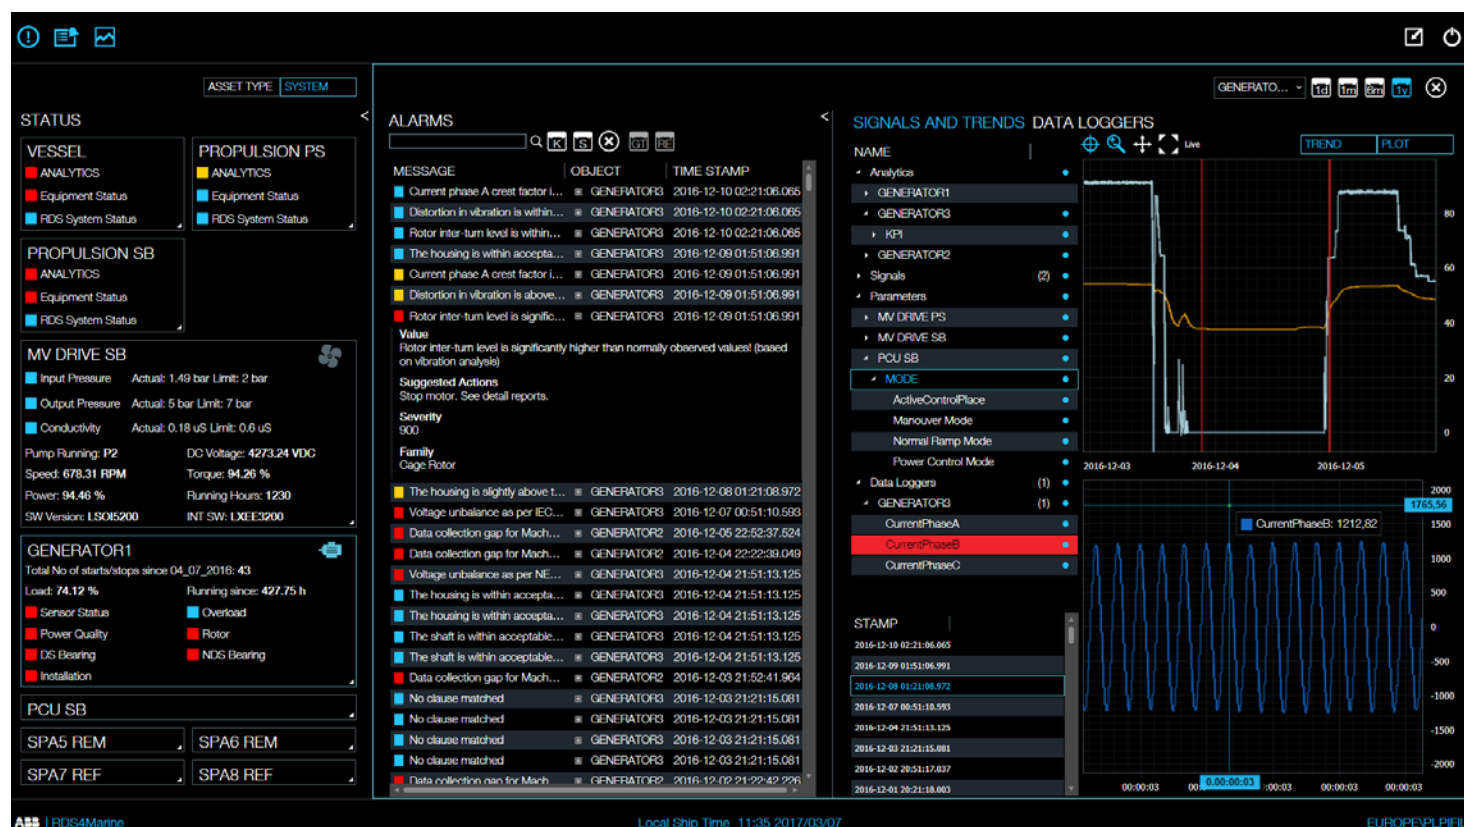 GENERATO...
1d
1m
6m
1y
ASSET TYPE SYSTEM
STATUS
<
VESSEL
ANALYTICS
Equipment Status
RDS System Status
PROPULSION PS
ANALYTICS
Equipment Status
RDS System Status
PROPULSION SB
ANALYTICS
Equipment Status
RDS System Status
MV DRIVE SB
Input Pressure Actual: 1.49 bar Limit: 2 bar
Output Pressure Actual: 5 bar Limit: 7 bar
Conductivity Actual: 0.18 uS Limit: 0.6 uS
Pump Running: P2 DC Voltage: 4273.24 VDC
Speed: 678.31 RPM Torque: 94.26 %
Power: 94.46 % Running Hours: 1230
SW Version: LSOI5200 INT SW: LXEE3200
GENERATOR1
Total No of starts/stops since 04_07_2016: 43
Load: 74.12 % Running since: 427.75 h
Sensor Status Overload
Power Quality Rotor
DS Bearing NDS Bearing
Installation
PCU SB
SPA5 REM SPA6 REM
SPA7 REF SPA8 REF
ALARMS
<
K S GT RE
MESSAGE OBJECT TIME STAMP
Current phase A crest factor i... GENERATOR3 2016-12-10 02:21:06.065
Distortion in vibration is within... GENERATOR3 2016-12-10 02:21:06.065
Rotor inter-turn level is within... GENERATOR3 2016-12-10 02:21:06.065
The housing is within accepta... GENERATOR3 2016-12-09 01:51:06.991
Current phase A crest factor i... GENERATOR3 2016-12-09 01:51:06.991
Distortion in vibration is above... GENERATOR3 2016-12-09 01:51:06.991
Rotor inter-turn level is signific... GENERATOR3 2016-12-09 01:51:06.991
Value
Rotor inter-turn level is significantly higher than normally observed values! (based
on vibration analysis)
Suggested Actions
Stop motor. See detail reports.
Severity
900
Family
Cage Rotor
The housing is slightly above t... GENERATOR3 2016-12-08 01:21:08.972
Voltage unbalance as per IEC... GENERATOR3 2016-12-07 00:51:10.593
Data collection gap for Mach... GENERATOR2 2016-12-05 22:52:37.524
Data collection gap for Mach... GENERATOR2 2016-12-04 22:22:39.049
Voltage unbalance as per NE... GENERATOR3 2016-12-04 21:51:13.125
The housing is within accepta... GENERATOR3 2016-12-04 21:51:13.125
The housing is within accepta... GENERATOR3 2016-12-04 21:51:13.125
The shaft is within acceptable... GENERATOR3 2016-12-04 21:51:13.125
The shaft is within acceptable... GENERATOR3 2016-12-04 21:51:13.125
Data collection gap for Mach... GENERATOR2 2016-12-03 21:52:41.964
No clause matched GENERATOR3 2016-12-03 21:21:15.081
No clause matched GENERATOR3 2016-12-03 21:21:15.081
No clause matched GENERATOR3 2016-12-03 21:21:15.081
No clause matched GENERATOR3 2016-12-03 21:21:15.081
Data collection gap for Mach... GENERATOR2 2016-12-02 21:22:42.226
SIGNALS AND TRENDS DATA LOGGERS
NAME
Analytics
GENERATOR1
GENERATOR3
KPI
GENERATOR2
Signals (2)
Parameters
MV DRIVE PS
MV DRIVE SB
PCU SB
MODE
ActiveControlPlace
Manouver Mode
Normal Ramp Mode
Power Control Mode
Data Loggers (1)
GENERATOR3 (1)
CurrentPhaseA
CurrentPhaseB
CurrentPhaseC
STAMP
2016-12-10 02:21:06.065
2016-12-09 01:51:06.991
2016-12-08 01:21:08.972
2016-12-07 00:51:10.593
2016-12-04 21:51:13.125
2016-12-03 21:21:15.081
2016-12-02 20:51:17.037
2016-12-01 20:21:18.003
Live
TREND PLOT
80
60
40
20
0
2016-12-03 2016-12-04 2016-12-05
2000
1765,56
1500
CurrentPhaseB: 1212,82
1000
500
0
-500
-1000
-1500
-2000
00:00:03 00: 0.00:00:03 :00:03 00:00:03 00:00:03
ABB | RDS4Marine
Local Ship Time 11:35 2017/03/07
EUROPE\PLPIFIL